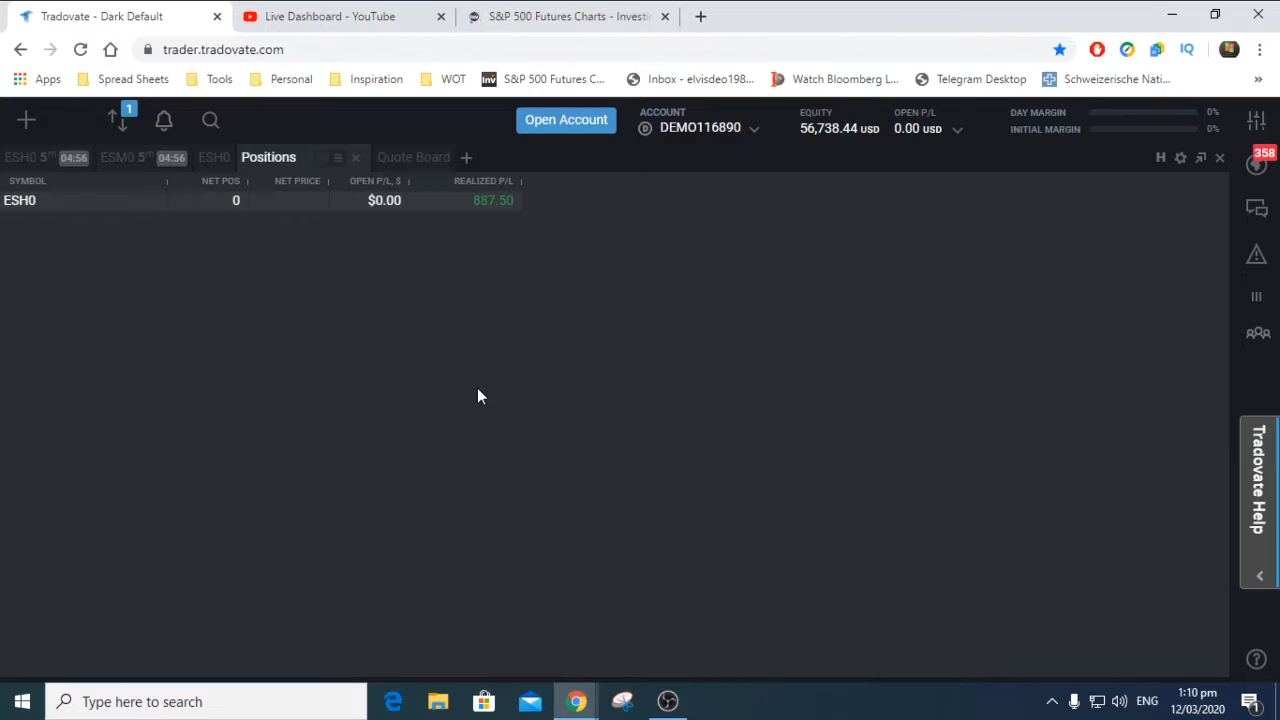 Tradovate - Dark Default
Live Dashboard - YouTube
S&P 500 Futures Charts - Investi
trader.tradovate.com
IQ
Apps
Spread Sheets
Tools
Personal
Inspiration
WOT
Inv
S&P 500 Futures C...
Inbox - elvisdec198...
Watch Bloomberg L...
Telegram Desktop
Schweizerische Nati...
»
1
Open Account
ACCOUNT
D DEMO116890
EQUITY
56,738.44 USD
OPEN P/L
0.00 USD
DAY MARGIN 0%
INITIAL MARGIN 0%
ESH0 5m 04:56
ESM0 5m 04:56
ESH0
Positions
Quote Board
H
358
SYMBOL NET POS NET PRICE OPEN P/L, $ REALIZED P/L
ESH0 0 $0.00 887.50
Tradovate Help
Type here to search
ENG
1:10 pm
12/03/2020
1